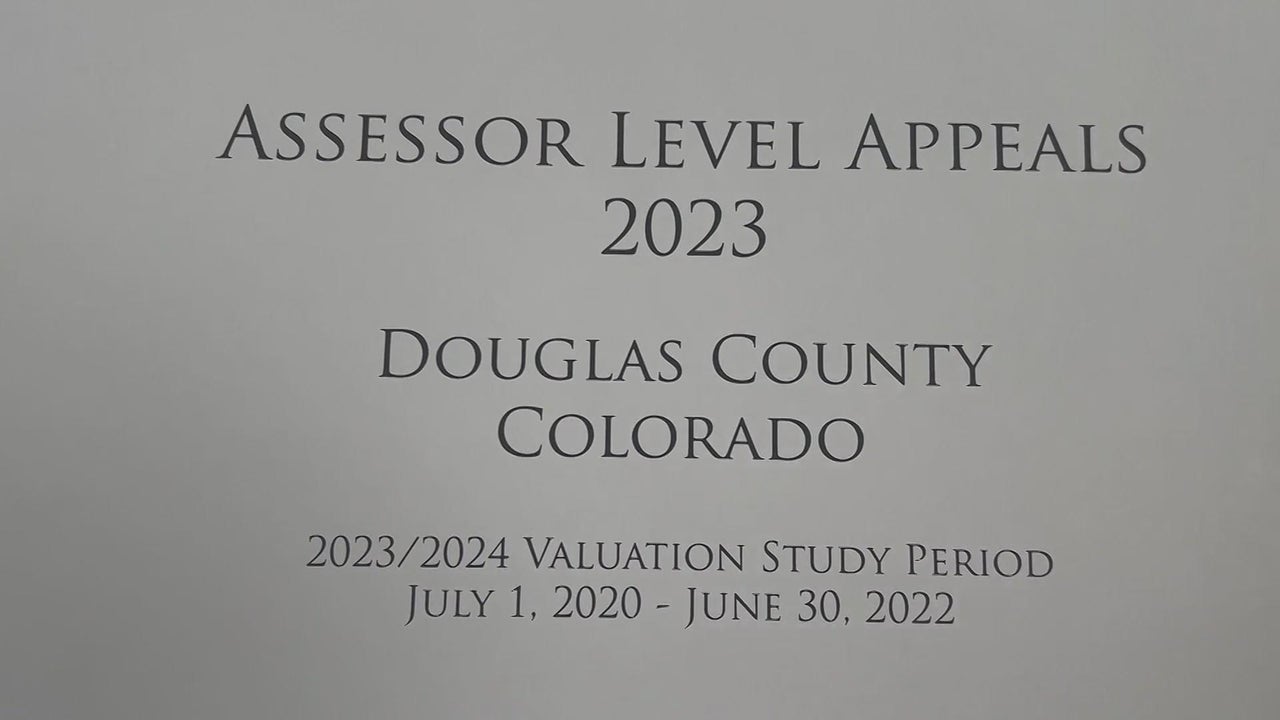 ASSESSOR LEVEL APPEALS
2023
DOUGLAS COUNTY
COLORADO
2023/2024 VALUATION STUDY PERIOD
JULY 1, 2020 - JUNE 30, 2022